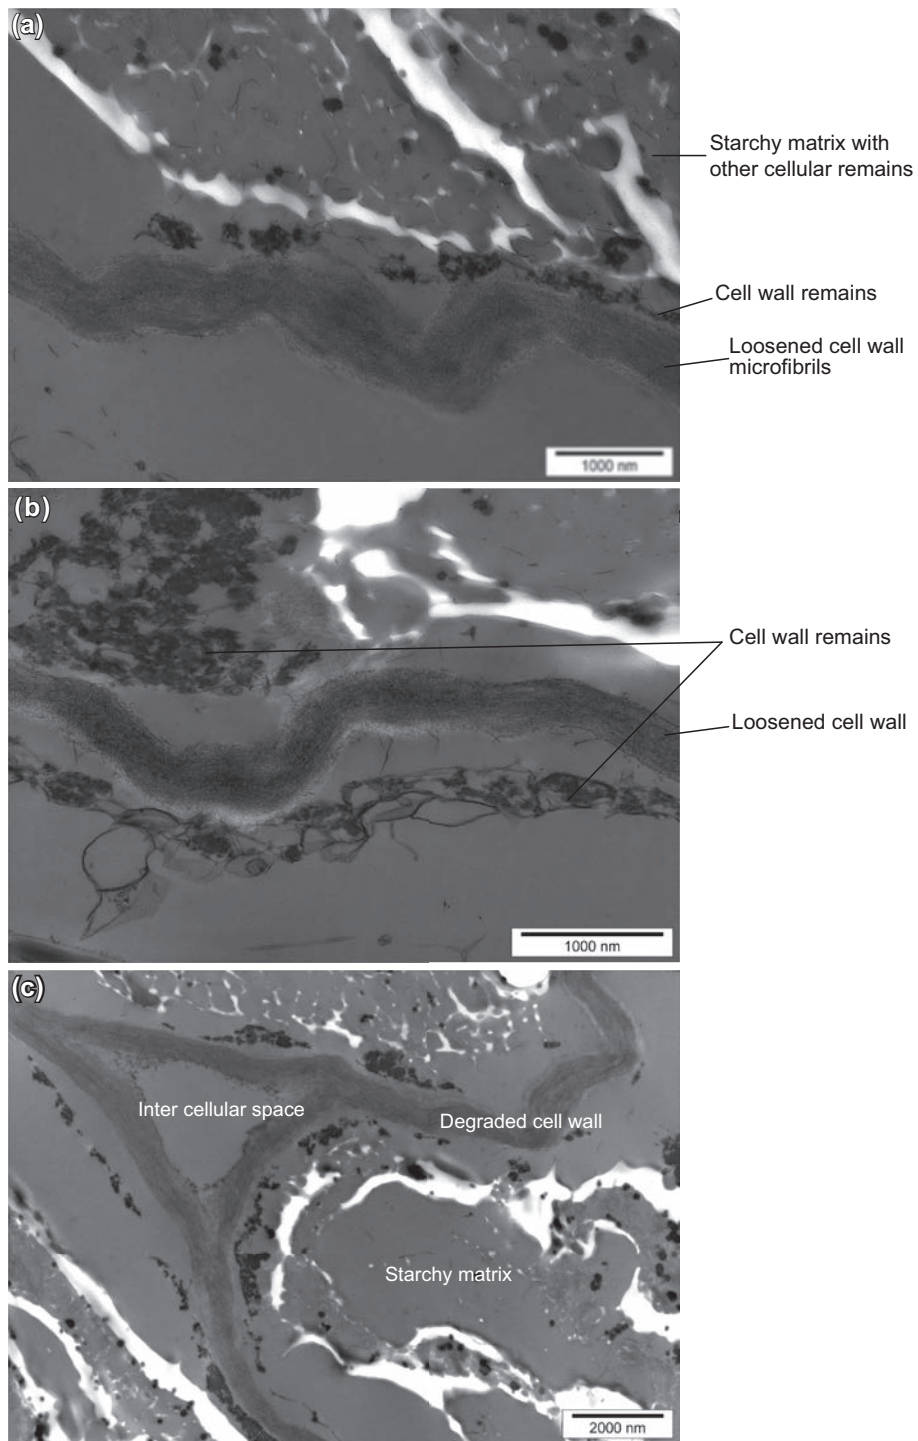 (a)
Starchy matrix with
other cellular remains
Cell wall remains
Loosened cell wall
microfibrils
1000 nm
(b)
Cell wall remains
Loosened cell wall
1000 nm
(c)
Inter cellular space
Degraded cell wall
Starchy matrix
2000 nm